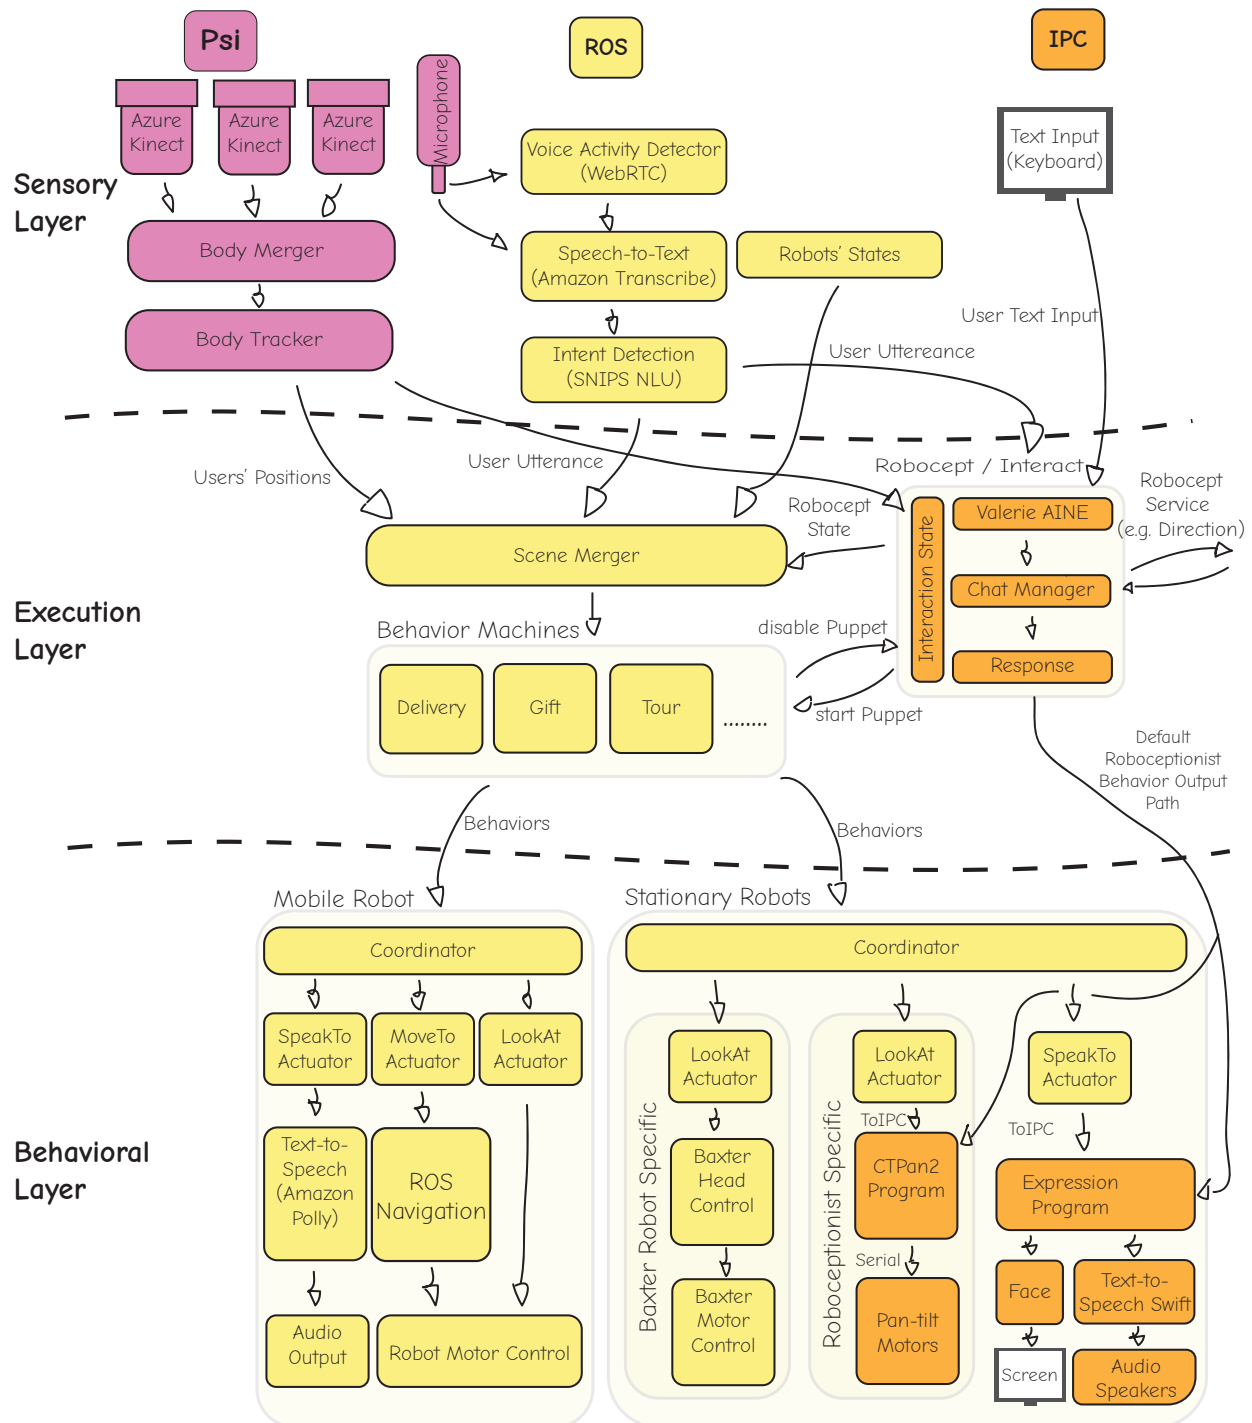 Psi
ROS
IPC
Azure
Kinect
Azure
Kinect
Azure
Kinect
Microphone
Voice Activity Detector
(WebRTC)
Text Input
(Keyboard)
Sensory
Layer
Body Merger
Speech-to-Text
(Amazon Transcribe)
Robots' States
User Text Input
Body Tracker
Intent Detection
(SNIPS NLU)
User Uttereance
Users' Positions
User Utterance
Robocept / Interact
Robocept
State
Robocept
Service
(e.g. Direction)
Interaction State
Valerie AINE
Chat Manager
Response
Scene Merger
Execution
Layer
Behavior Machines
disable Puppet
start Puppet
Delivery
Gift
Tour
........
Default
Roboceptionist
Behavior Output
Path
Behaviors
Behaviors
Mobile Robot
Stationary Robots
Coordinator
Coordinator
SpeakTo
Actuator
MoveTo
Actuator
LookAt
Actuator
LookAt
Actuator
LookAt
Actuator
SpeakTo
Actuator
Behavioral
Layer
Text-to-
Speech
(Amazon
Polly)
ROS
Navigation
Baxter Robot Specific
Baxter
Head
Control
Roboceptionist Specific
ToIPC
CTPan2
Program
ToIPC
Expression
Program
Serial
Audio
Output
Robot Motor Control
Baxter
Motor
Control
Pan-tilt
Motors
Face
Text-to-
Speech Swift
Screen
Audio
Speakers